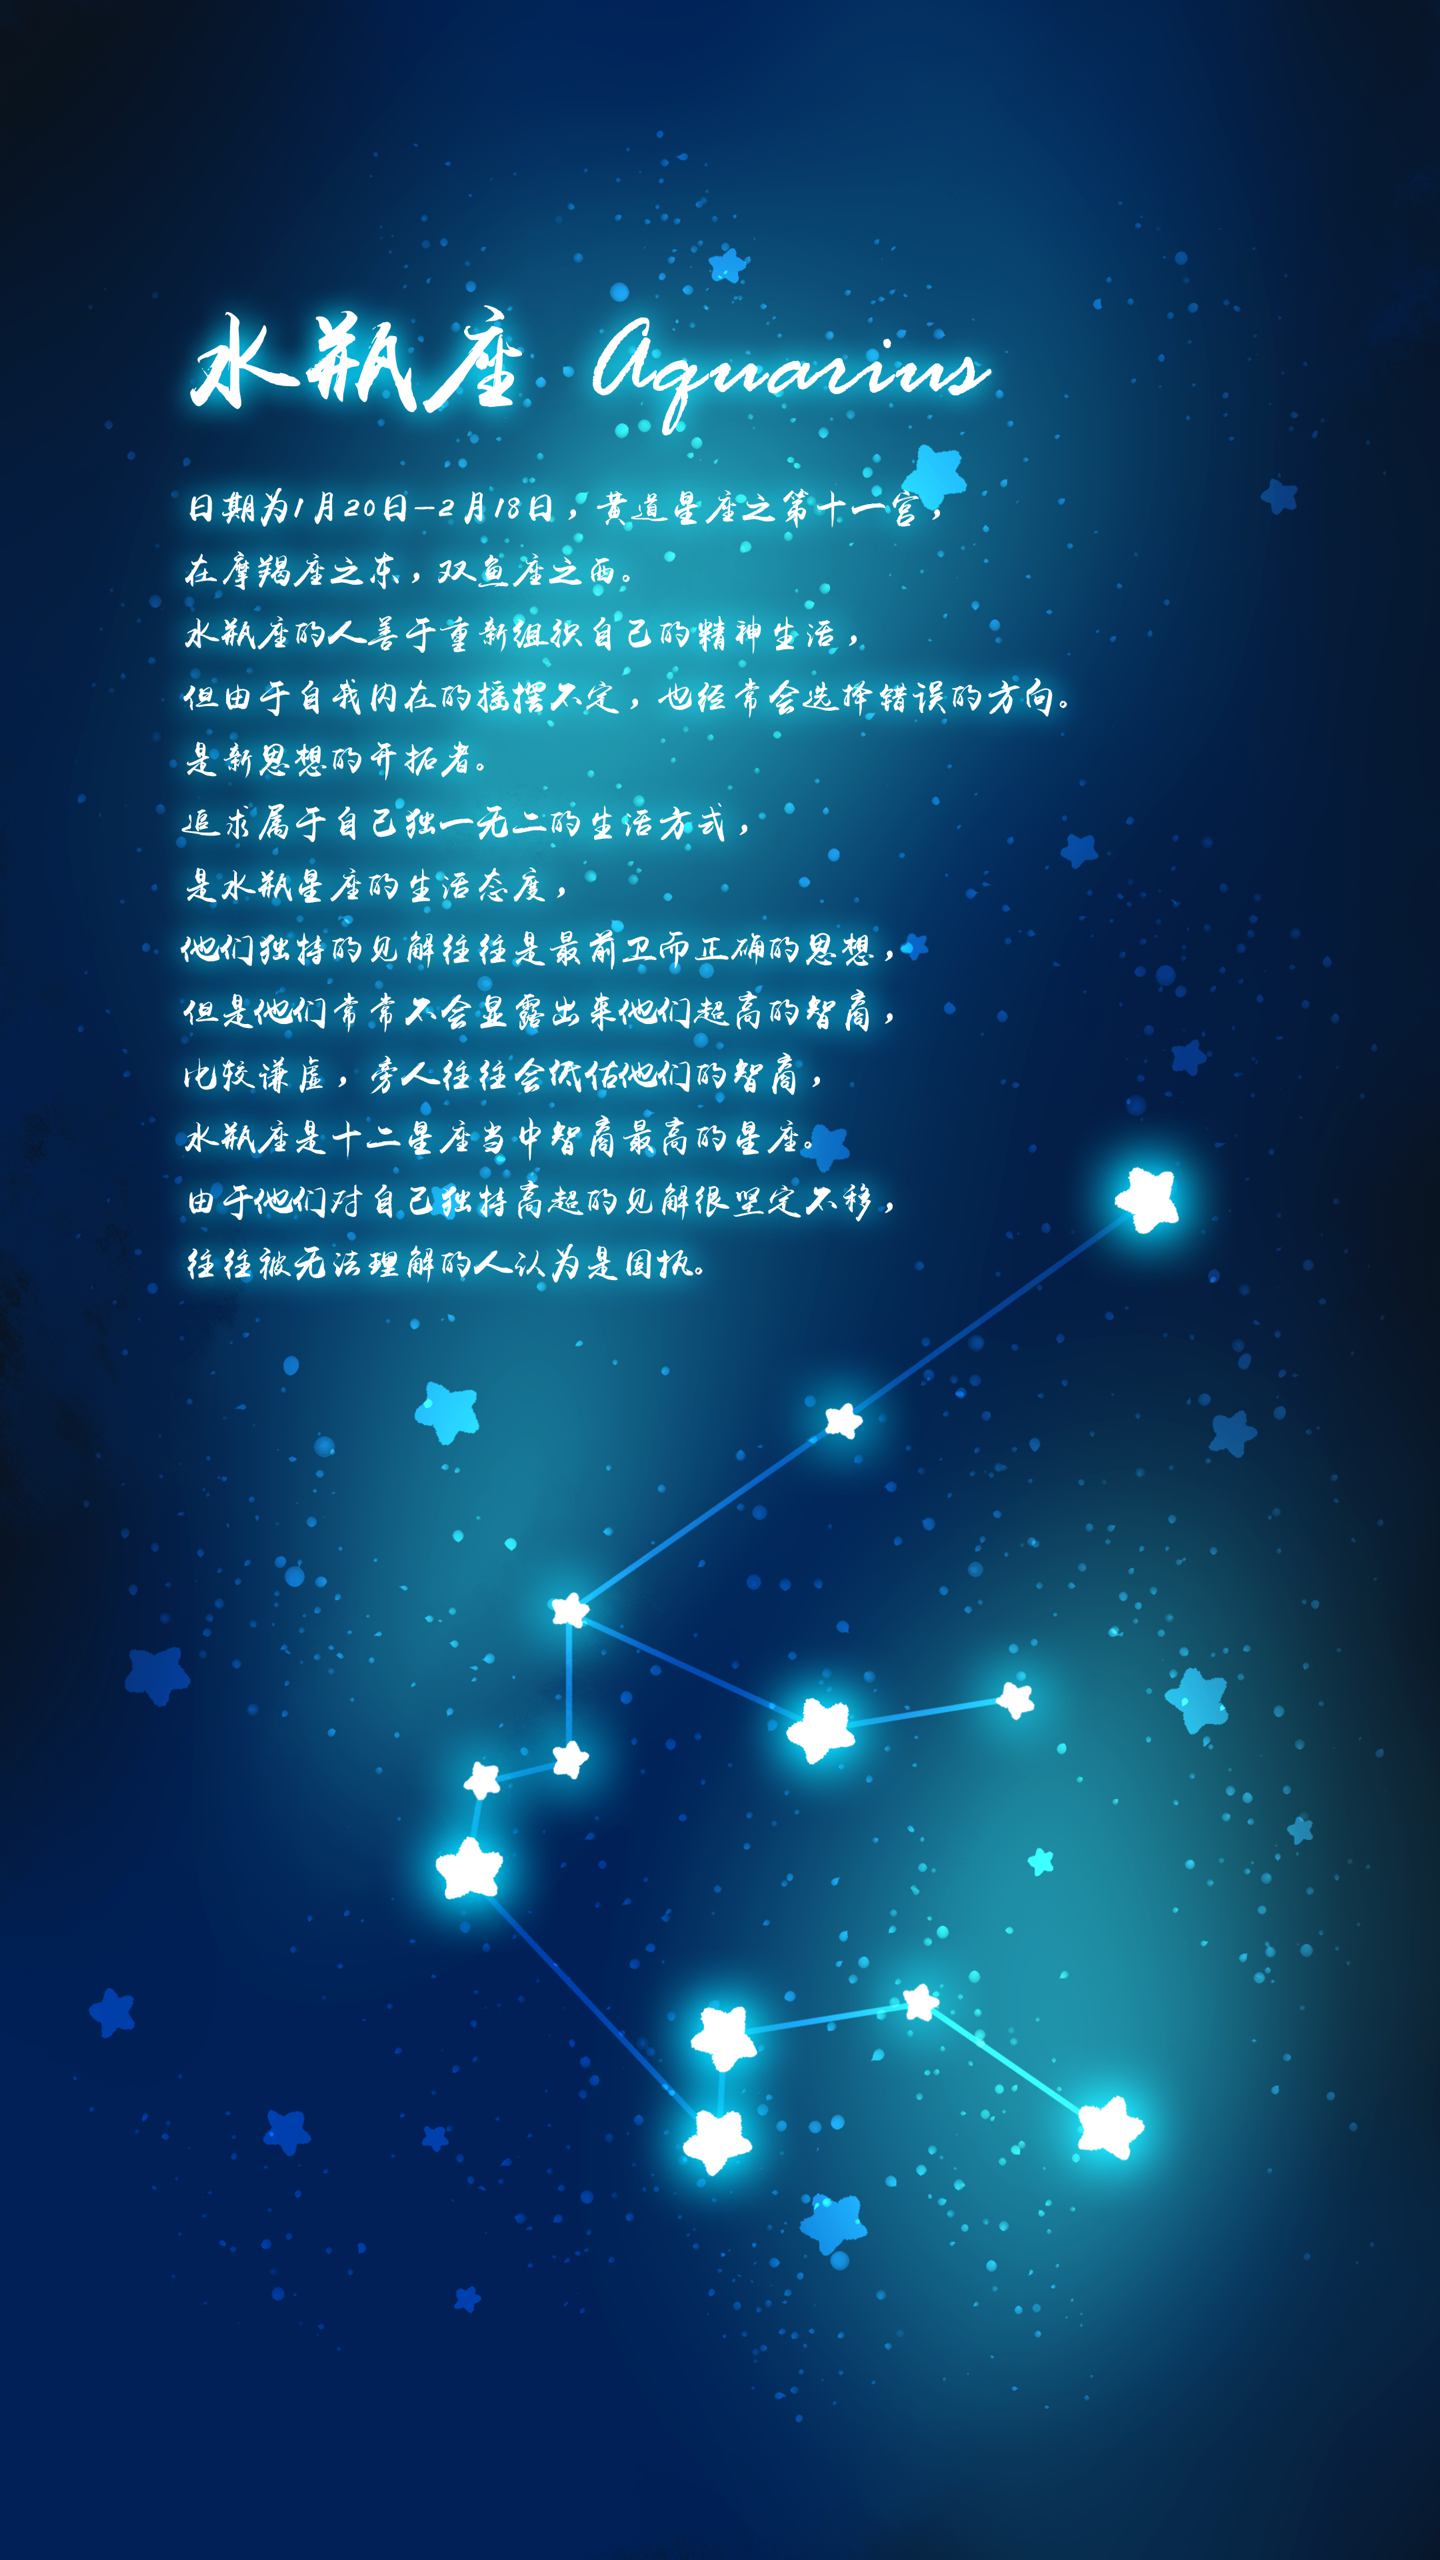 水瓶座 Aquarius
日期为1月20日-2月18日，黄道星座之第十一宫，
在摩羯座之东，双鱼座之西。
水瓶座的人善于重新组织自己的精神生活，
但由于自我内在的摇摆不定，也经常会选择错误的方向。
是新思想的开拓者。
追求属于自己独一无二的生活方式，
是水瓶星座的生活态度，
他们独特的见解往往是最前卫而正确的思想，
但是他们常常不会显露出来他们超高的智商，
比较谦虚，旁人往往会低估他们的智商，
水瓶座是十二星座当中智商最高的星座。
由于他们对自己独特高超的见解很坚定不移，
往往被无法理解的人认为是固执。